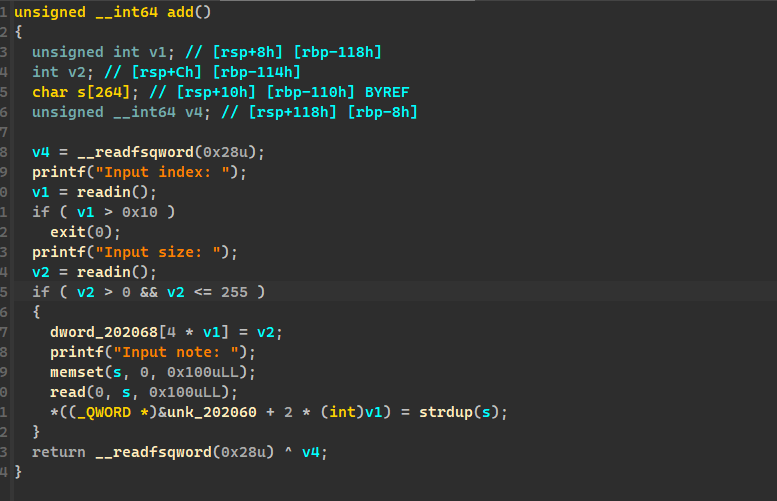 1 unsigned __int64 add()
2 {
3   unsigned int v1; // [rsp+8h] [rbp-118h]
4   int v2; // [rsp+Ch] [rbp-114h]
5   char s[264]; // [rsp+10h] [rbp-110h] BYREF
6   unsigned __int64 v4; // [rsp+118h] [rbp-8h]
7
8   v4 = __readfsqword(0x28u);
9   printf("Input index: ");
0   v1 = readin();
1   if ( v1 > 0x10 )
2     exit(0);
3   printf("Input size: ");
4   v2 = readin();
5   if ( v2 > 0 && v2 <= 255 )
6   {
7     dword_202068[4 * v1] = v2;
8     printf("Input note: ");
9     memset(s, 0, 0x100uLL);
0     read(0, s, 0x100uLL);
1     *((_QWORD *)&unk_202060 + 2 * (int)v1) = strdup(s);
2   }
3   return __readfsqword(0x28u) ^ v4;
4 }